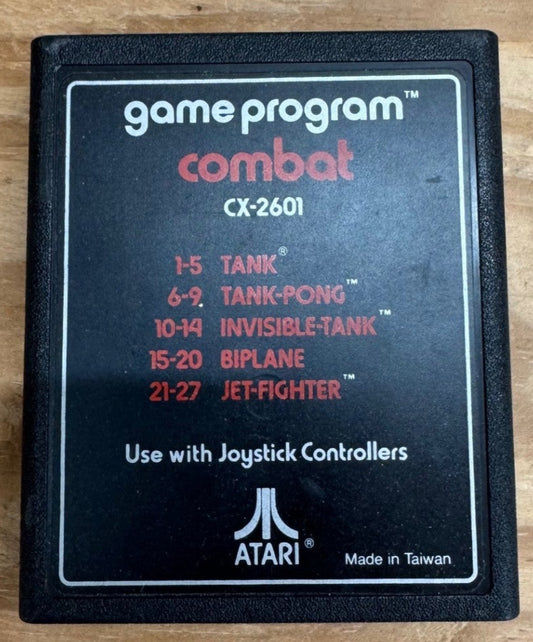 game program™
combat
CX-2601
1-5 TANK®
6-9 TANK-PONG™
10-14 INVISIBLE-TANK™
15-20 BIPLANE
21-27 JET-FIGHTER™
Use with Joystick Controllers
ATARI®
Made in Taiwan